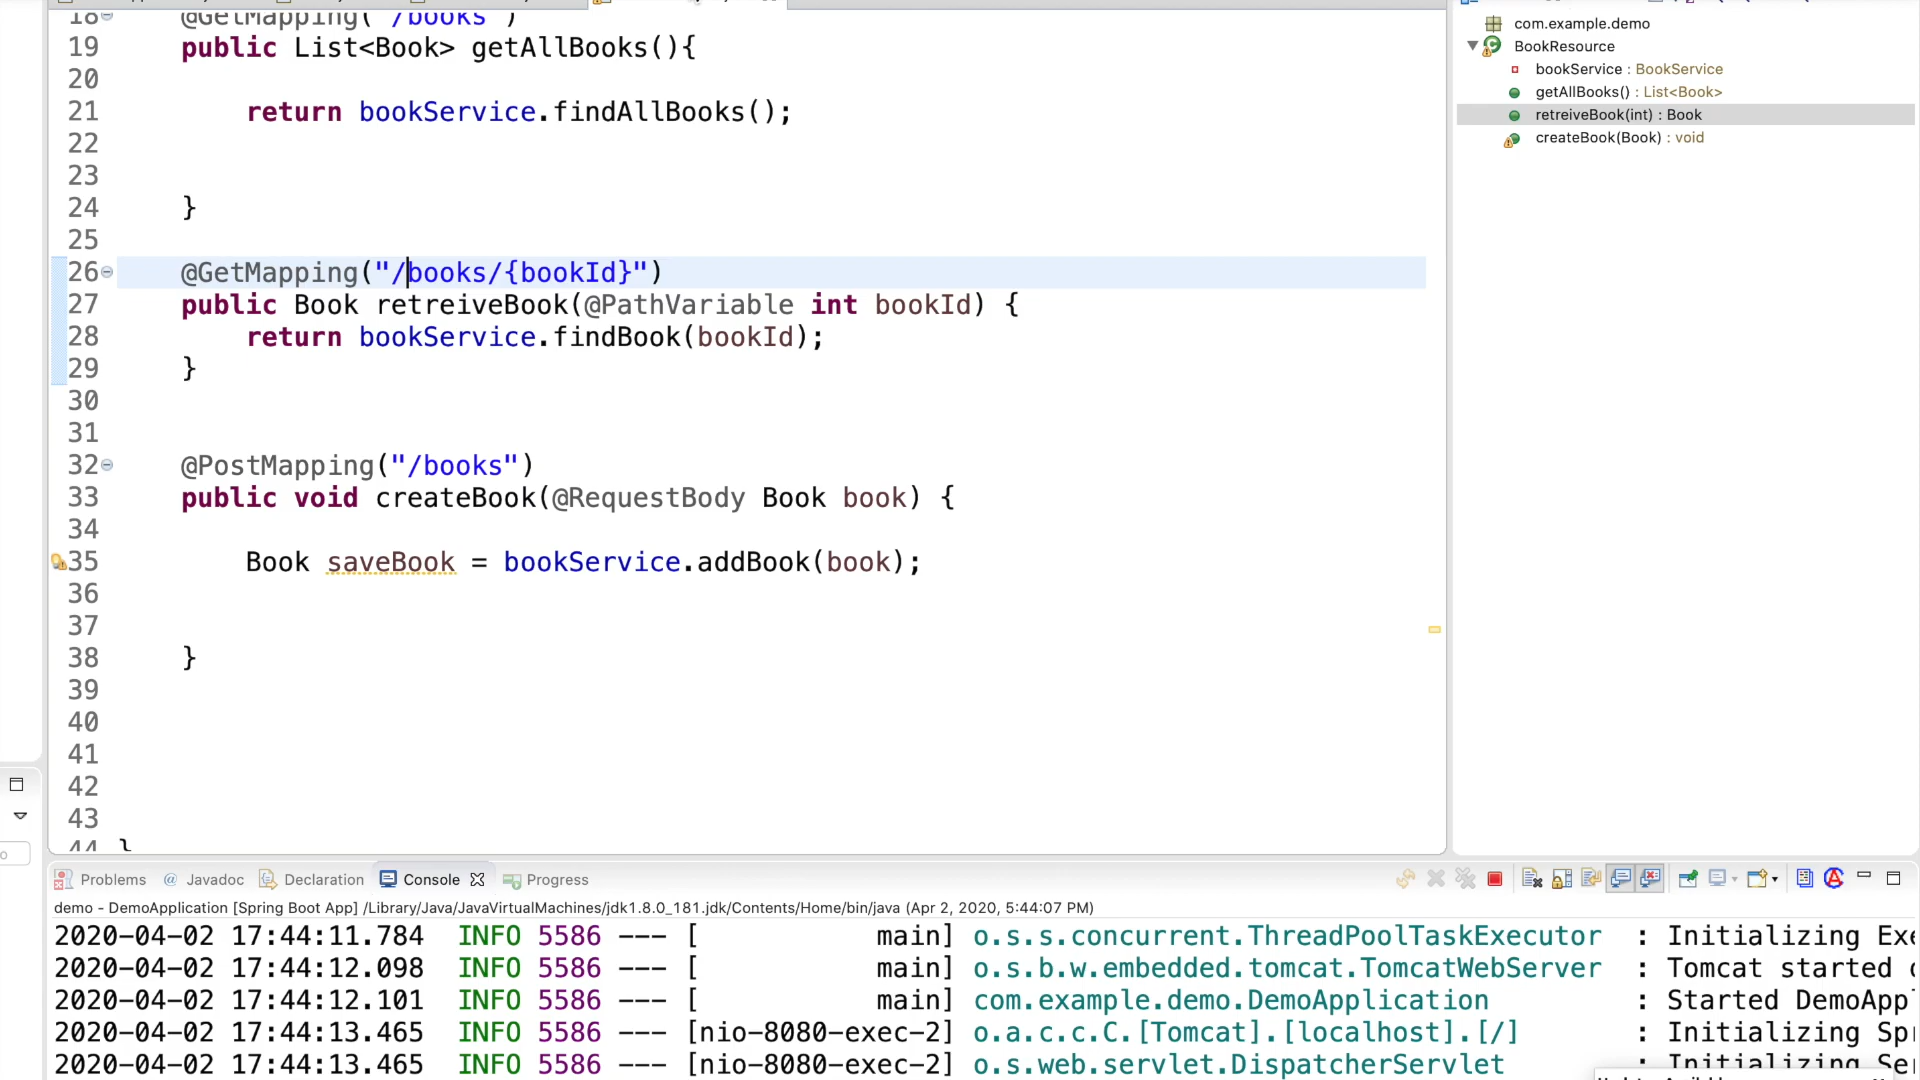 18 @GetMapping("/books")
19 public List<Book> getAllBooks(){
20
21 return bookService.findAllBooks();
22
23
24 }
25
26 @GetMapping("/books/{bookId}")
27 public Book retreiveBook(@PathVariable int bookId) {
28 return bookService.findBook(bookId);
29 }
30
31
32 @PostMapping("/books")
33 public void createBook(@RequestBody Book book) {
34
35 Book saveBook = bookService.addBook(book);
36
37
38 }
39
40
41
42
43
44 }
com.example.demo
BookResource
bookService : BookService
getAllBooks() : List<Book>
retreiveBook(int) : Book
createBook(Book) : void
Problems @ Javadoc Declaration Console Progress
demo - DemoApplication [Spring Boot App] /Library/Java/JavaVirtualMachines/jdk1.8.0_181.jdk/Contents/Home/bin/java (Apr 2, 2020, 5:44:07 PM)
2020-04-02 17:44:11.784 INFO 5586 --- [ main] o.s.s.concurrent.ThreadPoolTaskExecutor : Initializing Exe
2020-04-02 17:44:12.098 INFO 5586 --- [ main] o.s.b.w.embedded.tomcat.TomcatWebServer : Tomcat started
2020-04-02 17:44:12.101 INFO 5586 --- [ main] com.example.demo.DemoApplication : Started DemoAppl
2020-04-02 17:44:13.465 INFO 5586 --- [nio-8080-exec-2] o.a.c.c.C.[Tomcat].[localhost].[/] : Initializing Spr
2020-04-02 17:44:13.465 INFO 5586 --- [nio-8080-exec-2] o.s.web.servlet.DispatcherServlet : Initializing Ser